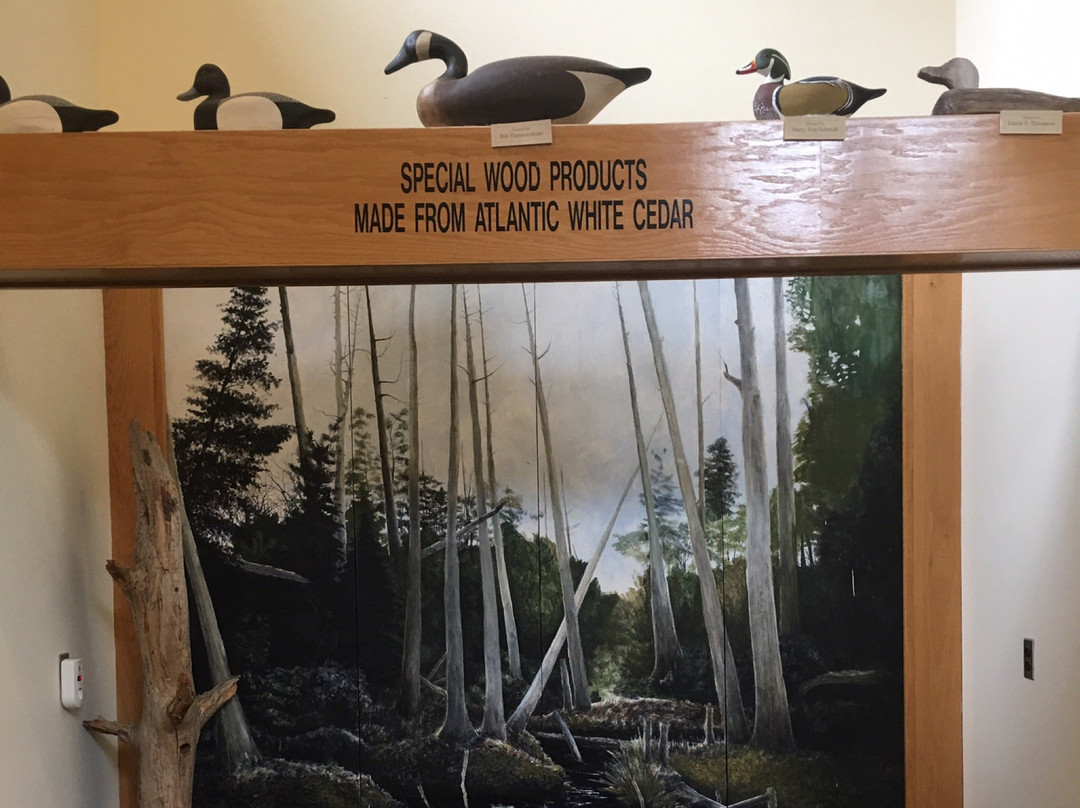 SPECIAL WOOD PRODUCTS
MADE FROM ATLANTIC WHITE CEDAR